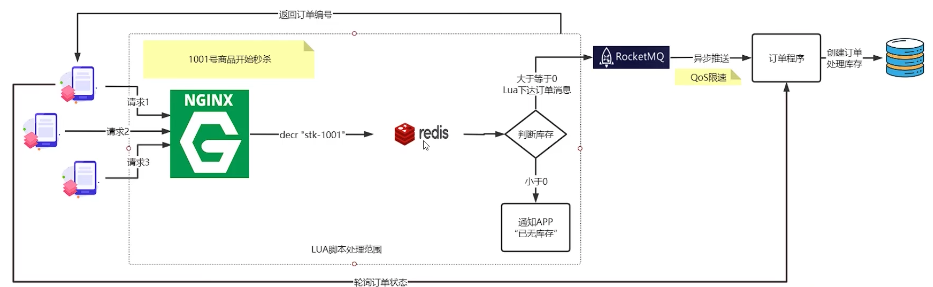 返回订单编号
1001号商品开始秒杀
请求1
请求2
请求3
NGINX
decr "stk-1001"
redis
大于等于0
Lua下达订单消息
判断库存
小于0
通知APP
“已无库存”
LUA脚本处理范围
RocketMQ
异步推送
QoS限速
订单程序
创建订单
处理库存
轮询订单状态